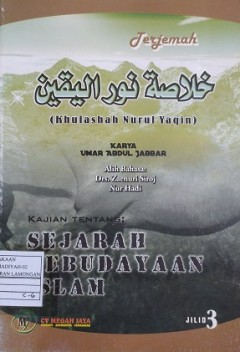 Terjemah
خلاصة نور اليقين
(Khulashah Nurul Yaqin)
KARYA
UMAR ABDUL JABBAR
Alih Bahasa:
Drs. Zaenuri Siroj
Nur Hadi
KAJIAN TENTANG:
SEJARAH
KEBUDAYAAN
ISLAM
CV MEGAH JAYA
JILID 3